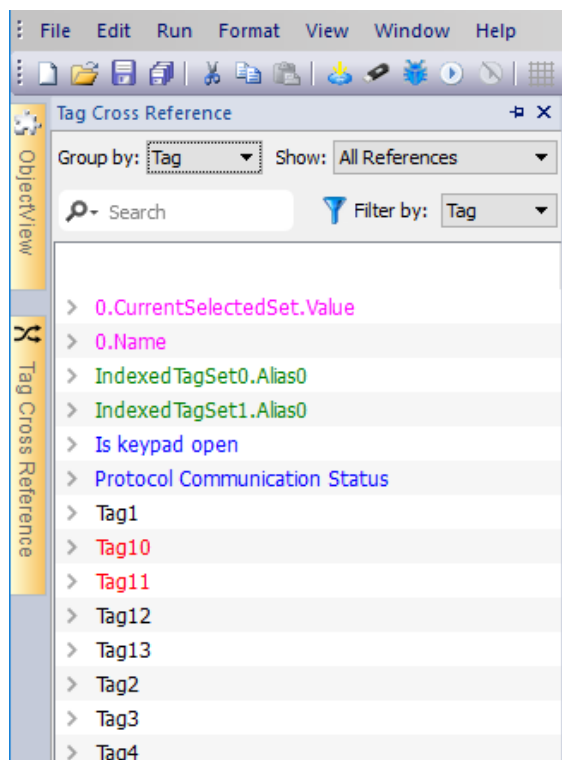 File Edit Run Format View Window Help
Tag Cross Reference
Group by: Tag Show: All References
Search Filter by: Tag
ObjectView
Tag Cross Reference
0.CurrentSelectedSet.Value
0.Name
IndexedTagSet0.Alias0
IndexedTagSet1.Alias0
Is keypad open
Protocol Communication Status
Tag1
Tag10
Tag11
Tag12
Tag13
Tag2
Tag3
Tag4